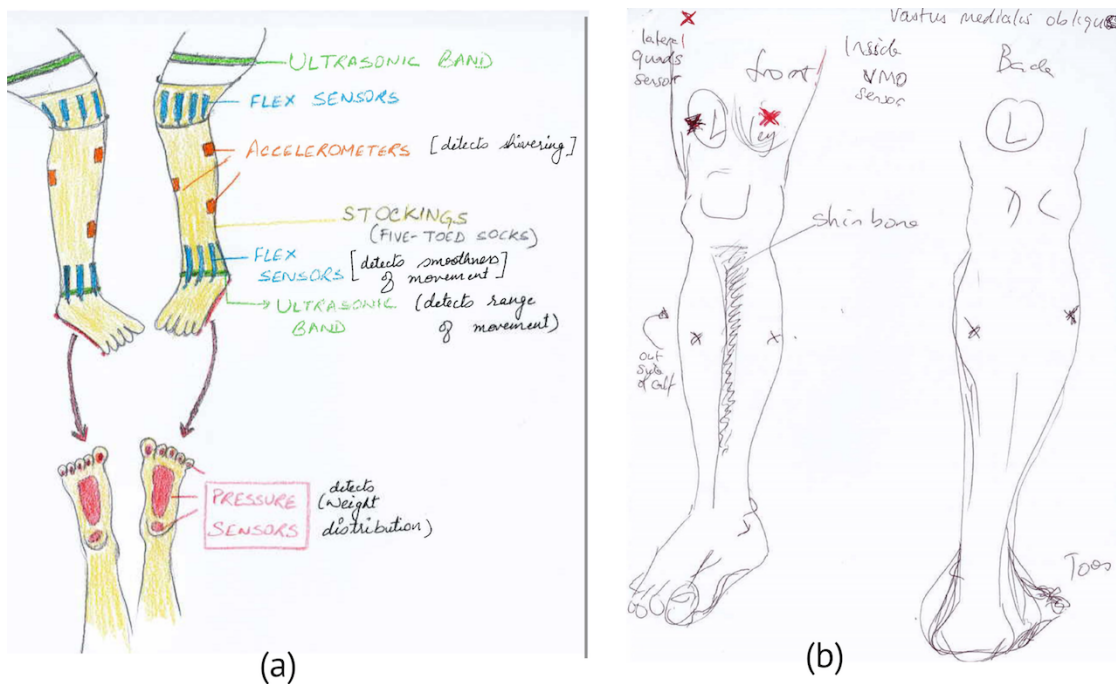 ULTRASONIC BAND
FLEX SENSORS
ACCELEROMETERS [detects shivering]
STOCKINGS
(FIVE-TOED SOCKS)
FLEX
SENSORS
[detects smoothness
of movement]
ULTRASONIC
BAND
(detects range
of movement)
PRESSURE
SENSORS
detects
(Weight
distribution)
(a)
Vastus medialis oblique
lateral
quads
sensor
front
Inside
VMO
sensor
Back
L
Leg
L
shinbone
out
side
of calf
Toes
(b)